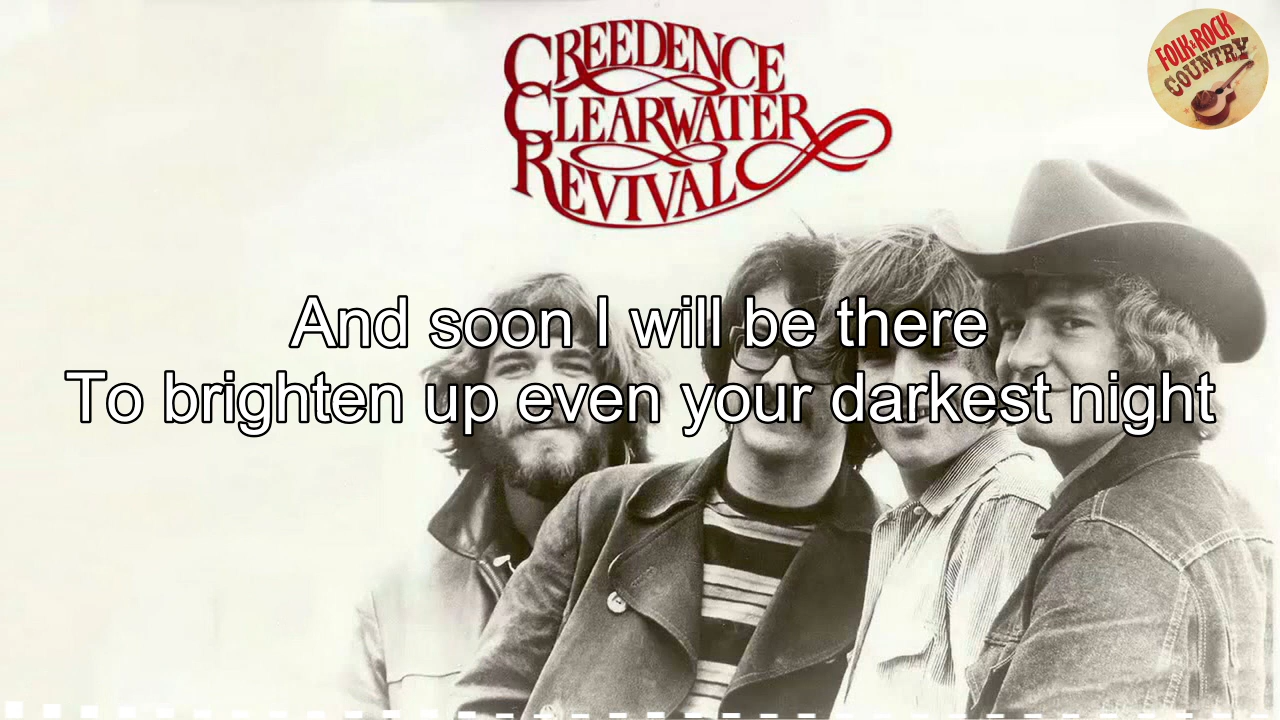 CREEDENCE
CLEARWATER
REVIVAL
FOLK & ROCK
COUNTRY
And soon I will be there
To brighten up even your darkest night